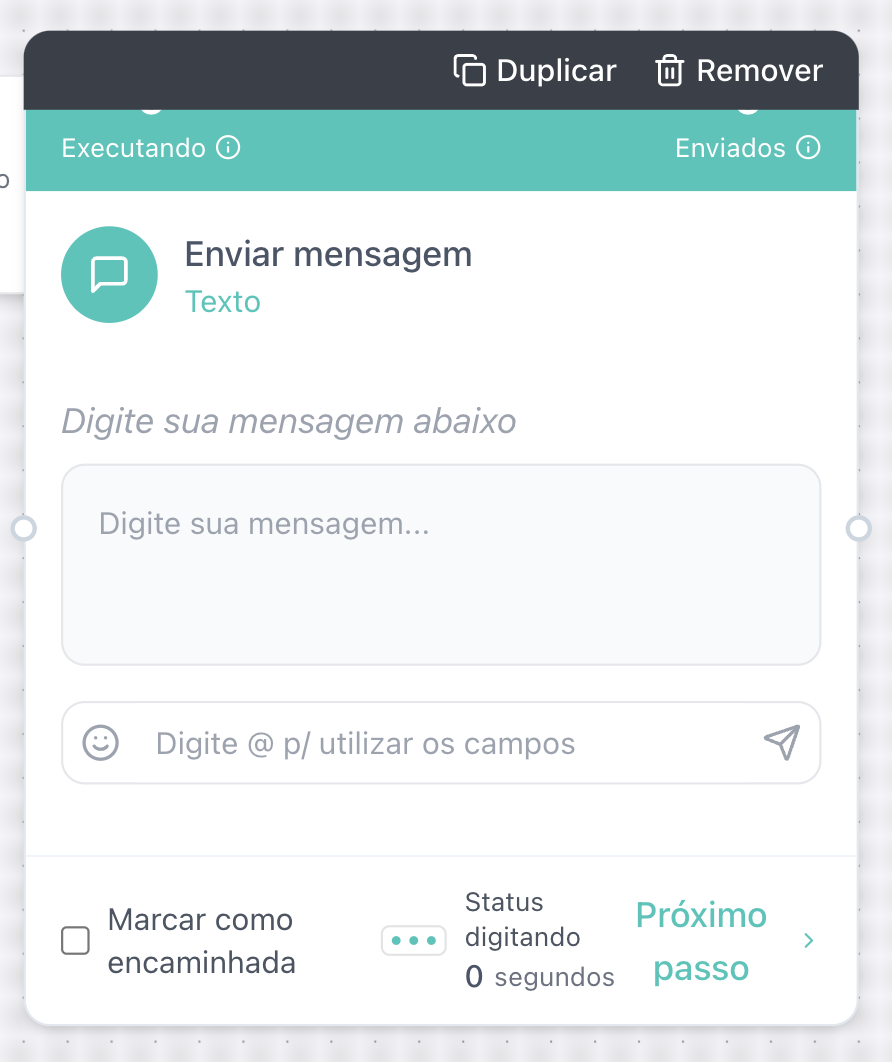 Duplicar Remover
Executando Enviados
o
Enviar mensagem
Texto
Digite sua mensagem abaixo
Digite sua mensagem...
Digite @ p/ utilizar os campos
Marcar como
encaminhada
Status
digitando
0 segundos
Próximo
passo